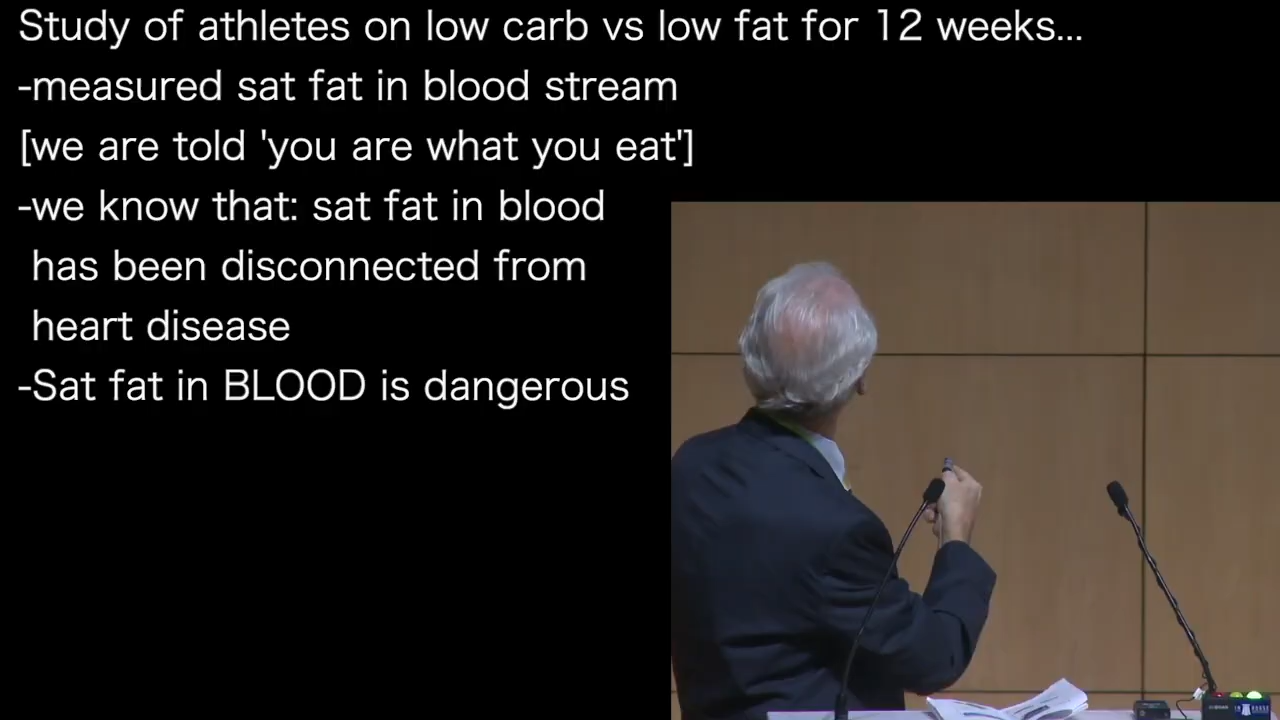 Study of athletes on low carb vs low fat for 12 weeks...
-measured sat fat in blood stream
[we are told 'you are what you eat']
-we know that: sat fat in blood
has been disconnected from
heart disease
-Sat fat in BLOOD is dangerous